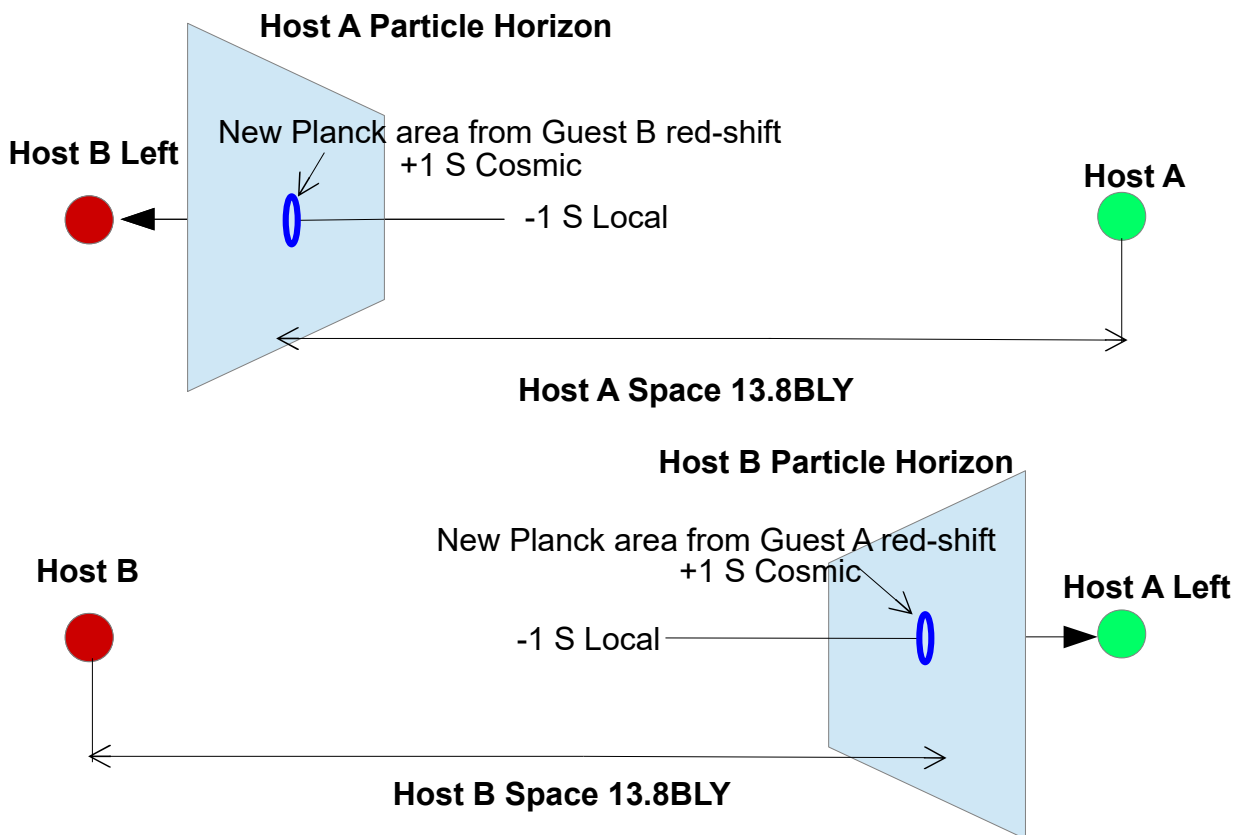 Host A Particle Horizon
New Planck area from Guest B red-shift
+1 S Cosmic
Host B Left
Host A
-1 S Local
Host A Space 13.8BLY
Host B Particle Horizon
New Planck area from Guest A red-shift
+1 S Cosmic
Host B
Host A Left
-1 S Local
Host B Space 13.8BLY